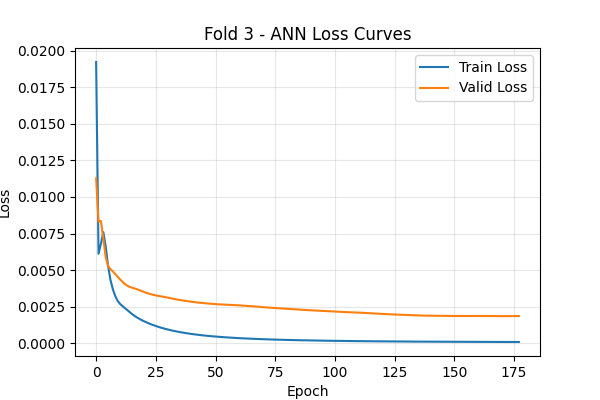 Fold 3 - ANN Loss Curves
Train Loss
Valid Loss
0.0200
0.0175
0.0150
0.0125
0.0100
0.0075
0.0050
0.0025
0.0000
Loss
0 25 50 75 100 125 150 175
Epoch